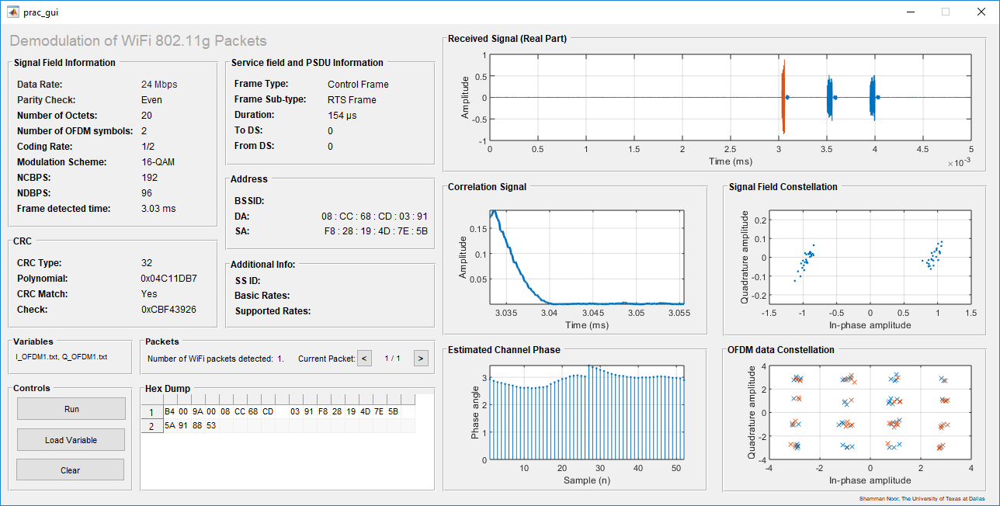 prac_gui
Demodulation of WiFi 802.11g Packets
Signal Field Information
Data Rate: 24 Mbps
Parity Check: Even
Number of Octets: 20
Number of OFDM symbols: 2
Coding Rate: 1/2
Modulation Scheme: 16-QAM
NCBPS: 192
NDBPS: 96
Frame detected time: 3.03 ms
CRC
CRC Type: 32
Polynomial: 0x04C11DB7
CRC Match: Yes
Check: 0xCBF43926
Variables
I_OFDM1.txt, Q_OFDM1.txt
Controls
Run
Load Variable
Clear
Service field and PSDU Information
Frame Type: Control Frame
Frame Sub-type: RTS Frame
Duration: 154 µs
To DS: 0
From DS: 0
Address
BSSID:
DA: 08 : CC : 68 : CD : 03 : 91
SA: F8 : 28 : 19 : 4D : 7E : 5B
Additional Info:
SS ID:
Basic Rates:
Supported Rates:
Packets
Number of WiFi packets detected: 1. Current Packet: < 1 / 1 >
Hex Dump
1 B4 00 9A 00 08 CC 68 CD 03 91 F8 28 19 4D 7E 5B
2 5A 91 88 53
Received Signal (Real Part)
Amplitude
1
0.5
0
-0.5
-1
0 0.5 1 1.5 2 2.5 3 3.5 4 4.5 5
Time (ms)
×10-3
Correlation Signal
Amplitude
0.15
0.1
0.05
3.035 3.04 3.045 3.05 3.055
Time (ms)
Signal Field Constellation
Quadrature amplitude
0.2
0.1
0
-0.1
-0.2
-1.5 -1 -0.5 0 0.5 1 1.5
In-phase amplitude
Estimated Channel Phase
Phase angle
3
2
1
0
10 20 30 40 50
Sample (n)
OFDM data Constellation
Quadrature amplitude
4
2
0
-2
-4
-4 -2 0 2 4
In-phase amplitude
Shamman Noor, The University of Texas at Dallas